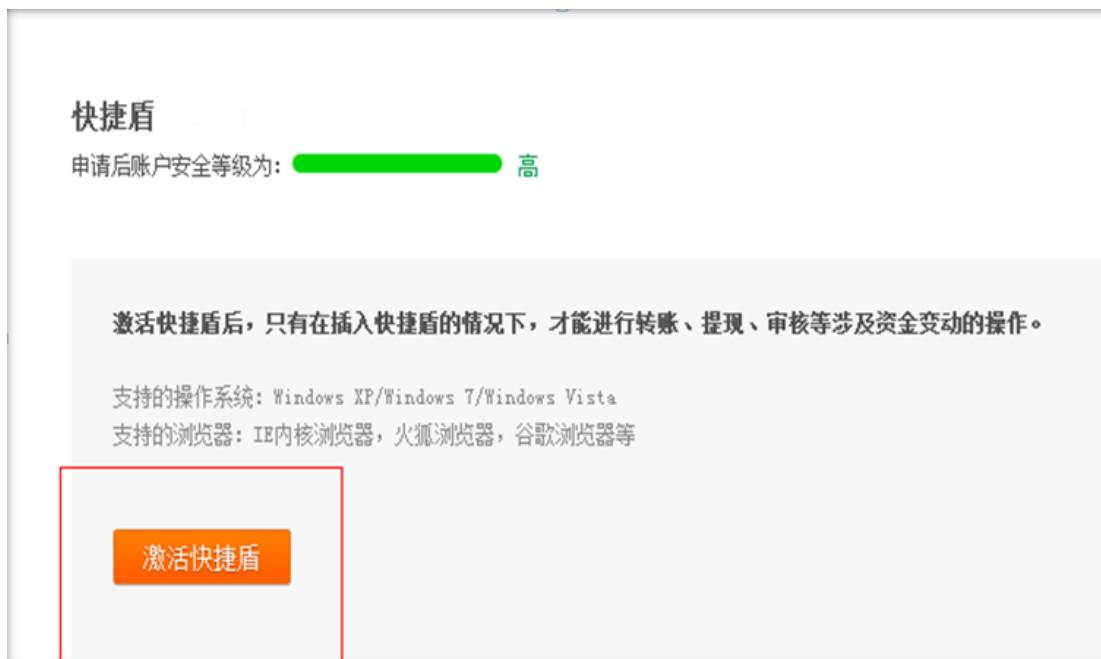 快捷盾
申请后账户安全等级为： 高
激活快捷盾后，只有在插入快捷盾的情况下，才能进行转账、提现、审核等涉及资金变动的操作。
支持的操作系统：Windows XP/Windows 7/Windows Vista
支持的浏览器：IE内核浏览器，火狐浏览器，谷歌浏览器等
激活快捷盾